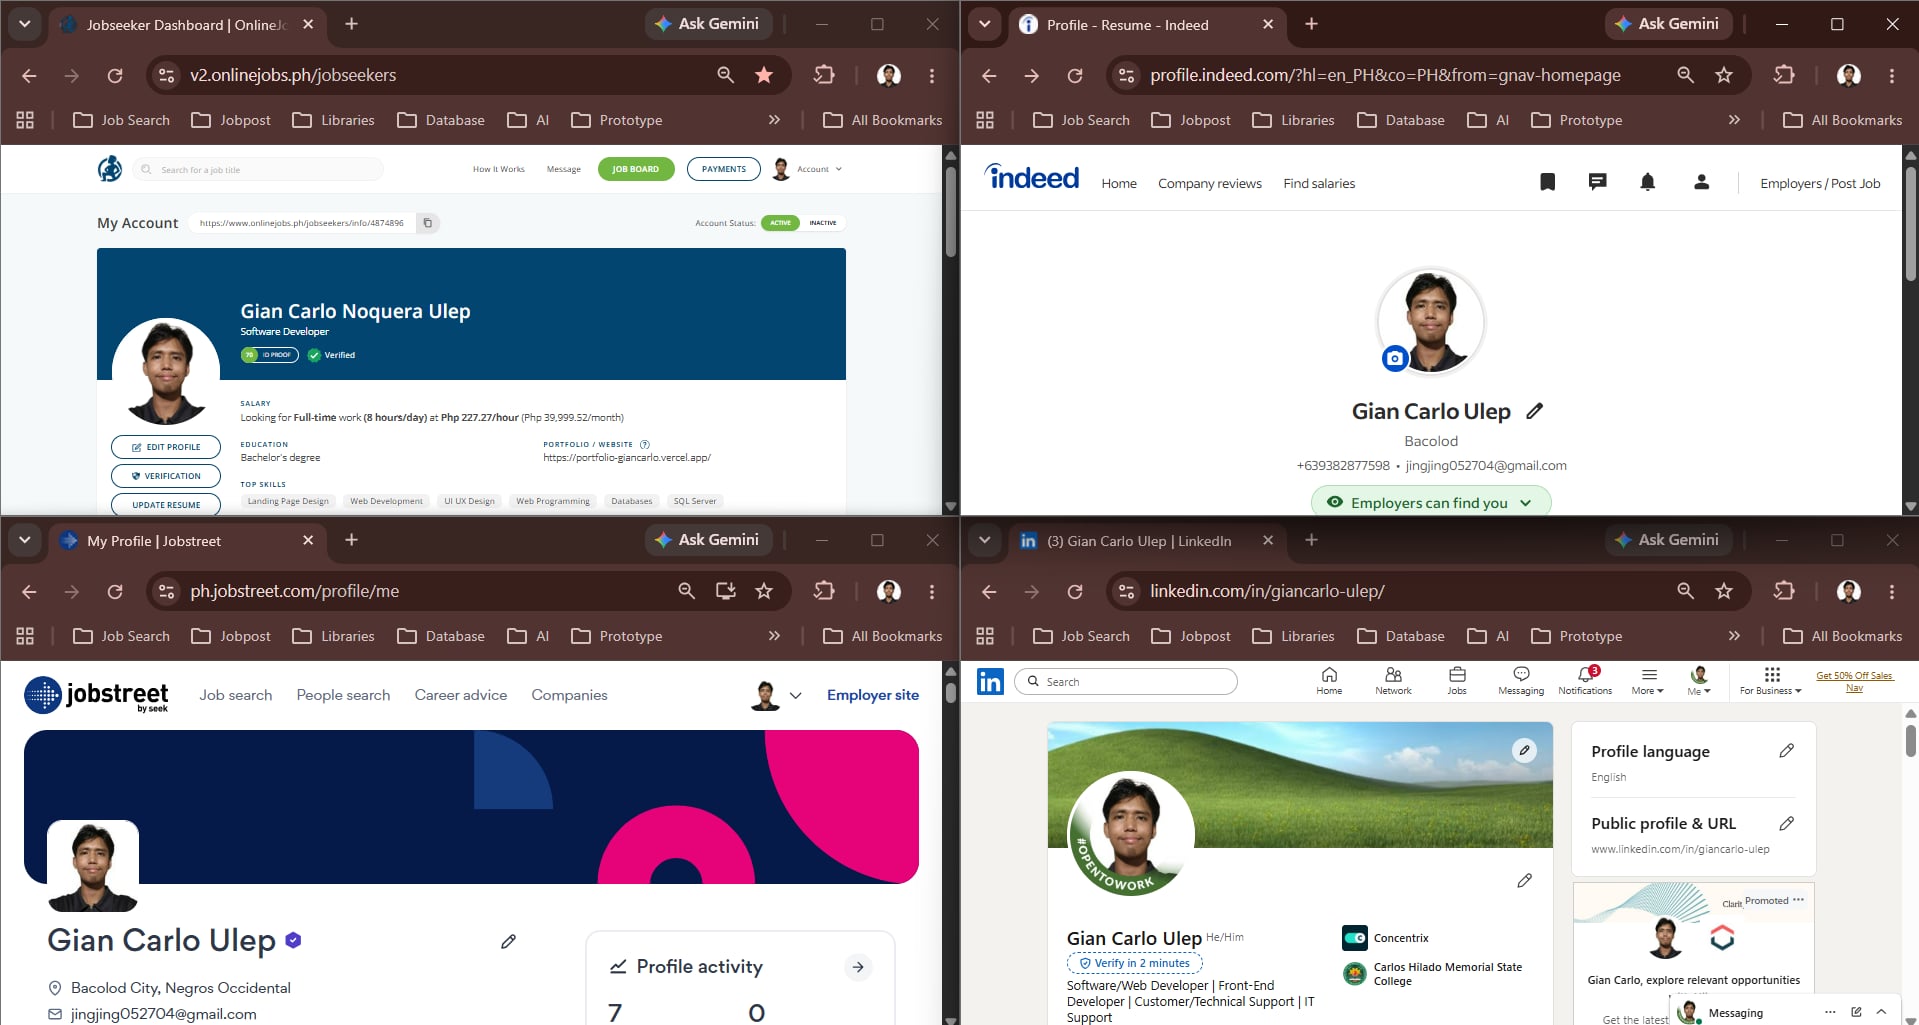 Jobseeker Dashboard | OnlineJo
Ask Gemini
v2.onlinejobs.ph/jobseekers
Job Search
Jobpost
Libraries
Database
AI
Prototype
All Bookmarks
Search for a job title
How It Works
Message
JOB BOARD
PAYMENTS
Account
My Account
https://www.onlinejobs.ph/jobseekers/info/4874896
Account Status:
ACTIVE
INACTIVE
Gian Carlo Noquera Ulep
Software Developer
70 ID PROOF
Verified
SALARY
Looking for Full-time work (8 hours/day) at Php 227.27/hour (Php 39,999.52/month)
EDUCATION
Bachelor's degree
PORTFOLIO / WEBSITE
https://portfolio-giancarlo.vercel.app/
TOP SKILLS
Landing Page Design
Web Development
UI UX Design
Web Programming
Databases
SQL Server
EDIT PROFILE
VERIFICATION
UPDATE RESUME
Profile - Resume - Indeed
Ask Gemini
profile.indeed.com/?hl=en_PH&co=PH&from=gnav-homepage
Job Search
Jobpost
Libraries
Database
AI
Prototype
All Bookmarks
indeed
Home
Company reviews
Find salaries
Employers / Post Job
Gian Carlo Ulep
Bacolod
+639382877598 • jingjing052704@gmail.com
Employers can find you
My Profile | Jobstreet
Ask Gemini
ph.jobstreet.com/profile/me
Job Search
Jobpost
Libraries
Database
AI
Prototype
All Bookmarks
jobstreet
by seek
Job search
People search
Career advice
Companies
Employer site
Gian Carlo Ulep
Bacolod City, Negros Occidental
jingjing052704@gmail.com
Profile activity
7
0
(3) Gian Carlo Ulep | LinkedIn
Ask Gemini
linkedin.com/in/giancarlo-ulep/
Job Search
Jobpost
Libraries
Database
AI
Prototype
All Bookmarks
in
Search
Home
Network
Jobs
Messaging
3
Notifications
More
Me
For Business
Get 50% Off Sales
Nav
#OPENTOWORK
Gian Carlo Ulep He/Him
Verify in 2 minutes
Software/Web Developer | Front-End
Developer | Customer/Technical Support | IT
Support
Concentrix
Carlos Hilado Memorial State
College
Profile language
English
Public profile & URL
www.linkedin.com/in/giancarlo-ulep
Promoted
Gian Carlo, explore relevant opportunities
Get the latest
Messaging